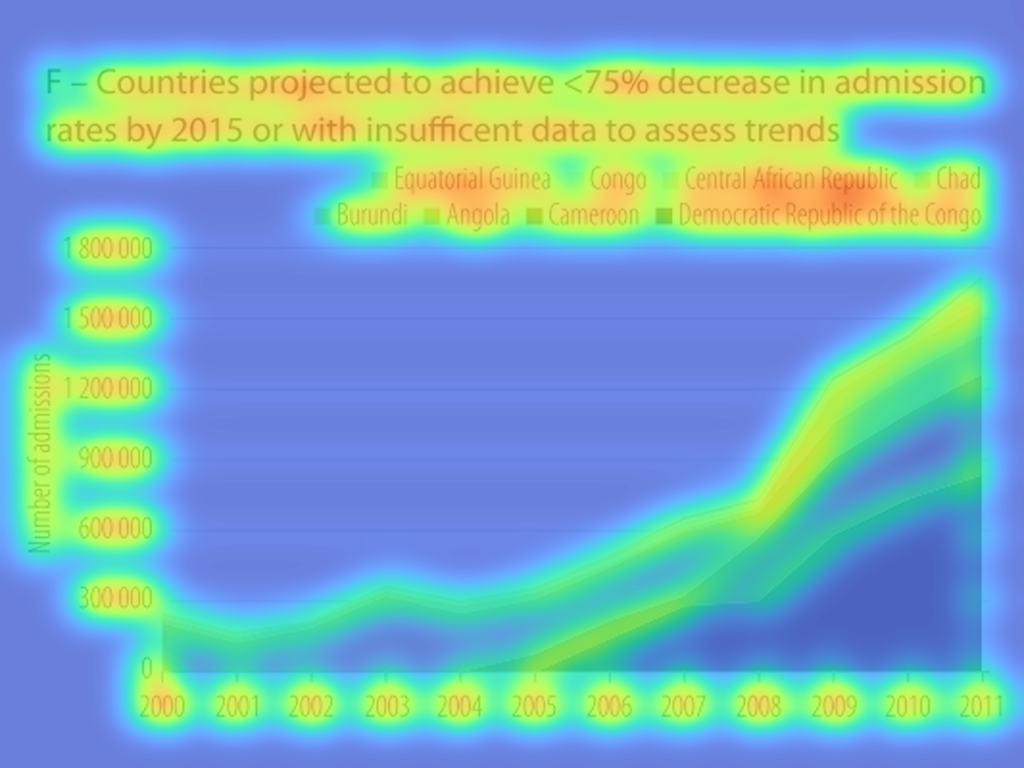 F – Countries projected to achieve <75% decrease in admission
rates by 2015 or with insufficent data to assess trends
Equatorial Guinea Congo Central African Republic Chad
Burundi Angola Cameroon Democratic Republic of the Congo
1 800 000
1 500 000
1 200 000
900 000
600 000
300 000
0
Number of admissions
2000 2001 2002 2003 2004 2005 2006 2007 2008 2009 2010 2011